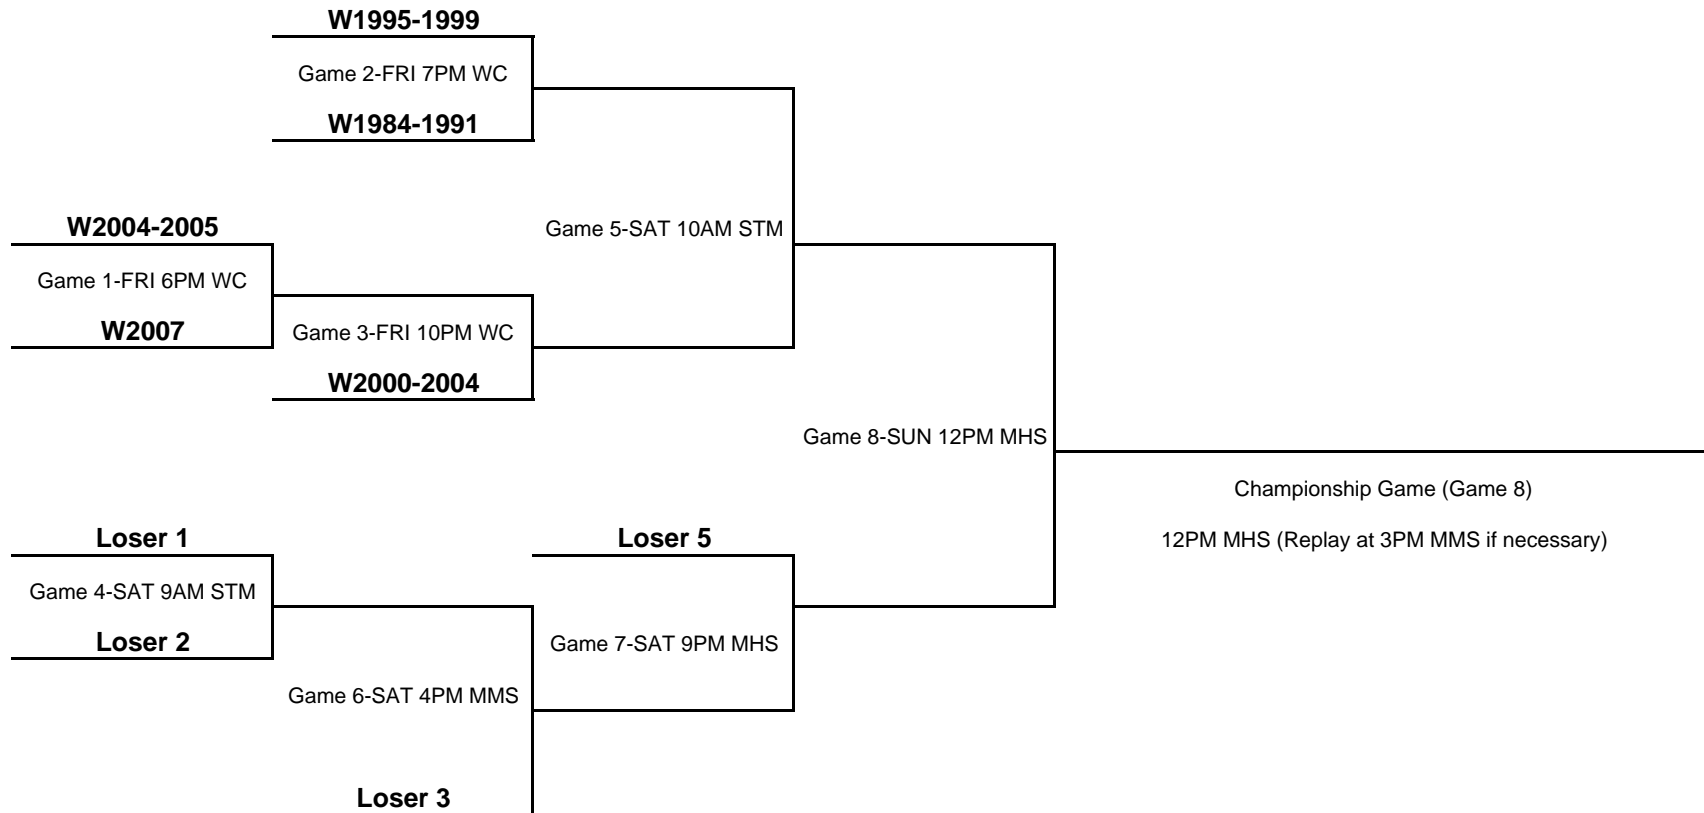 W1995-1999
Game 2-FRI 7PM WC
W1984-1991
W2004-2005
Game 5-SAT 10AM STM
Game 1-FRI 6PM WC
W2007
Game 3-FRI 10PM WC
W2000-2004
Game 8-SUN 12PM MHS
Championship Game (Game 8)
Loser 1
Loser 5
12PM MHS (Replay at 3PM MMS if necessary)
Game 4-SAT 9AM STM
Loser 2
Game 7-SAT 9PM MHS
Game 6-SAT 4PM MMS
Loser 3